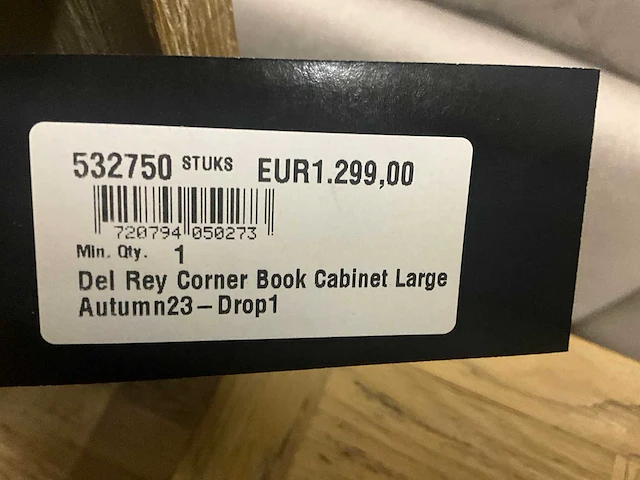 532750 STUKS EUR1.299,00
720794 050273
Min. Qty. 1
Del Rey Corner Book Cabinet Large
Autumn23-Drop1